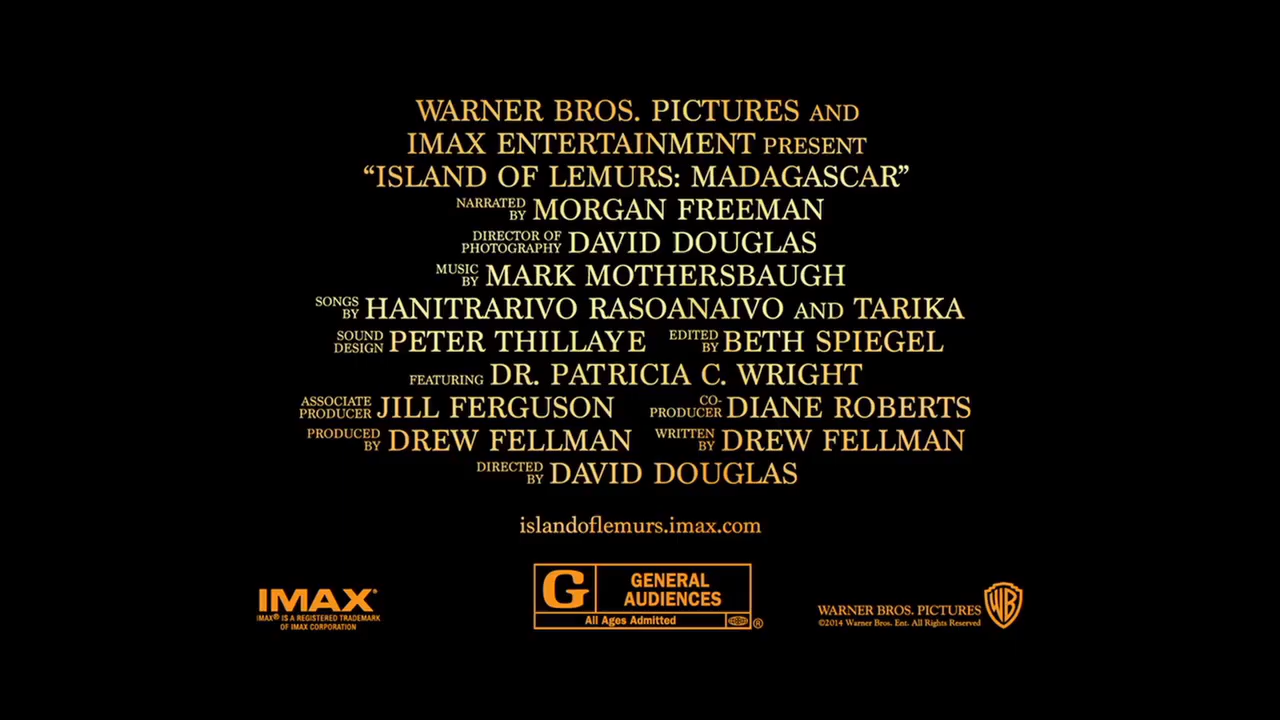 WARNER BROS. PICTURES AND
IMAX ENTERTAINMENT PRESENT
“ISLAND OF LEMURS: MADAGASCAR”
NARRATED BY MORGAN FREEMAN
DIRECTOR OF PHOTOGRAPHY DAVID DOUGLAS
MUSIC BY MARK MOTHERSBAUGH
SONGS BY HANITRARIVO RASOANAIVO AND TARIKA
SOUND DESIGN PETER THILLAYE EDITED BY BETH SPIEGEL
FEATURING DR. PATRICIA C. WRIGHT
ASSOCIATE PRODUCER JILL FERGUSON CO-PRODUCER DIANE ROBERTS
PRODUCED BY DREW FELLMAN WRITTEN BY DREW FELLMAN
DIRECTED BY DAVID DOUGLAS
islandoflemurs.imax.com
IMAX®
IMAX® IS A REGISTERED TRADEMARK
OF IMAX CORPORATION
G GENERAL
AUDIENCES
All Ages Admitted ®
WARNER BROS. PICTURES WB
©2014 Warner Bros. Ent. All Rights Reserved